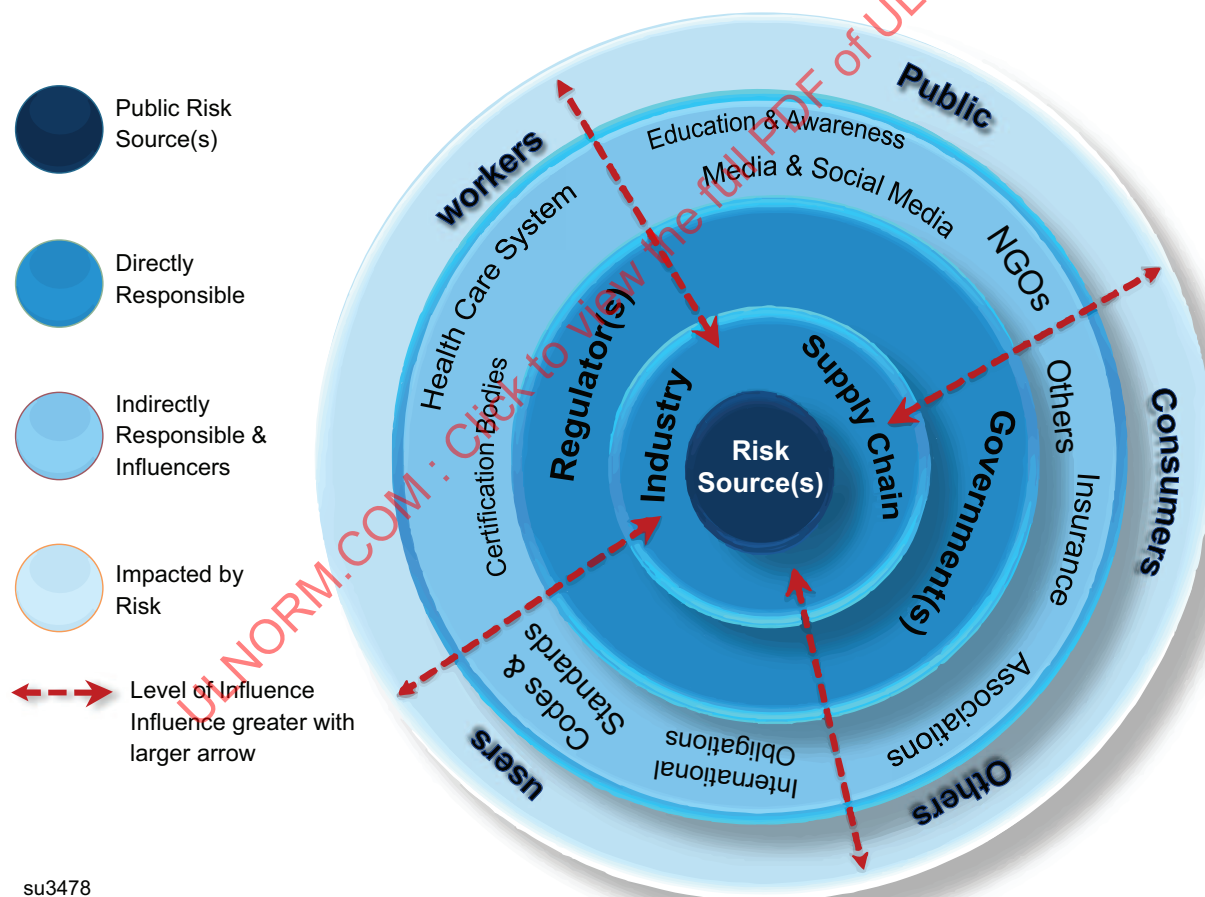 Public Risk
Source(s)
Directly
Responsible
Indirectly
Responsible &
Influencers
Impacted by
Risk
Level of Influence
Influence greater with
larger arrow
su3478
Public
workers
Consumers
users
Others
Education & Awareness
Media & Social Media
Health Care System
NGOs
Certification Bodies
Others
Insurance
Codes &
Standards
International
Obligations
Associations
Regulator(s)
Government(s)
Industry
Supply Chain
Risk
Source(s)
ULNORM.COM : Click to view the full PDF of UL